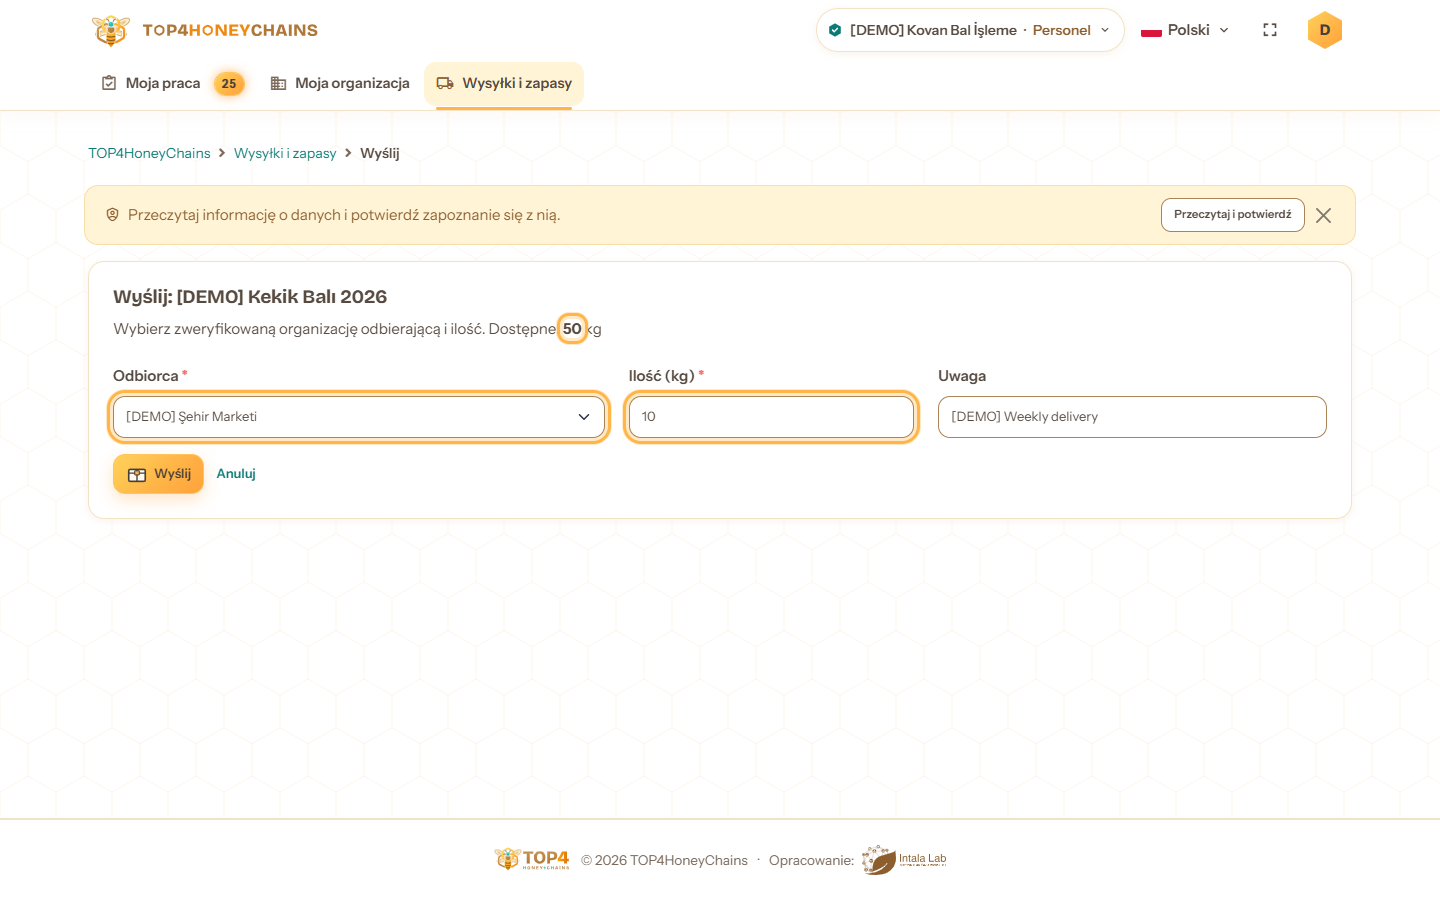 TOP4HONEYCHAINS
[DEMO] Kovan Bal İşleme · Personel
Polski
D
Moja praca 25
Moja organizacja
Wysyłki i zapasy
TOP4HoneyChains > Wysyłki i zapasy > Wyślij
Przeczytaj informację o danych i potwierdź zapoznanie się z nią.
Przeczytaj i potwierdź
Wyślij: [DEMO] Kekik Balı 2026
Wybierz zweryfikowaną organizację odbierającą i ilość. Dostępne 50 kg
Odbiorca *
Ilość (kg) *
Uwaga
[DEMO] Şehir Marketi
10
[DEMO] Weekly delivery
Wyślij
Anuluj
TOP4
HONEY CHAINS
© 2026 TOP4HoneyChains · Opracowanie:
Intala Lab